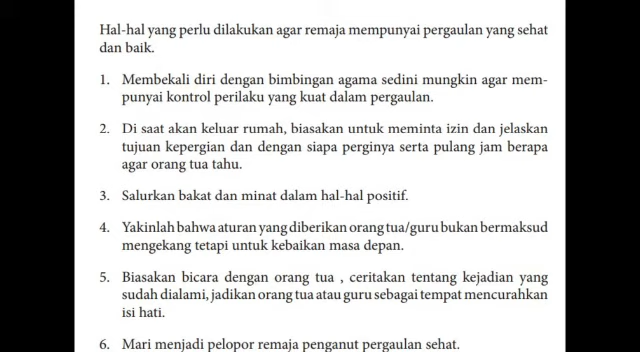 Hal-hal yang perlu dilakukan agar remaja mempunyai pergaulan yang sehat
dan baik.
1. Membekali diri dengan bimbingan agama sedini mungkin agar mem-
punyai kontrol perilaku yang kuat dalam pergaulan.
2. Di saat akan keluar rumah, biasakan untuk meminta izin dan jelaskan
tujuan kepergian dan dengan siapa perginya serta pulang jam berapa
agar orang tua tahu.
3. Salurkan bakat dan minat dalam hal-hal positif.
4. Yakinlah bahwa aturan yang diberikan orang tua/guru bukan bermaksud
mengekang tetapi untuk kebaikan masa depan.
5. Biasakan bicara dengan orang tua , ceritakan tentang kejadian yang
sudah dialami, jadikan orang tua atau guru sebagai tempat mencurahkan
isi hati.
6. Mari menjadi pelopor remaja penganut pergaulan sehat.